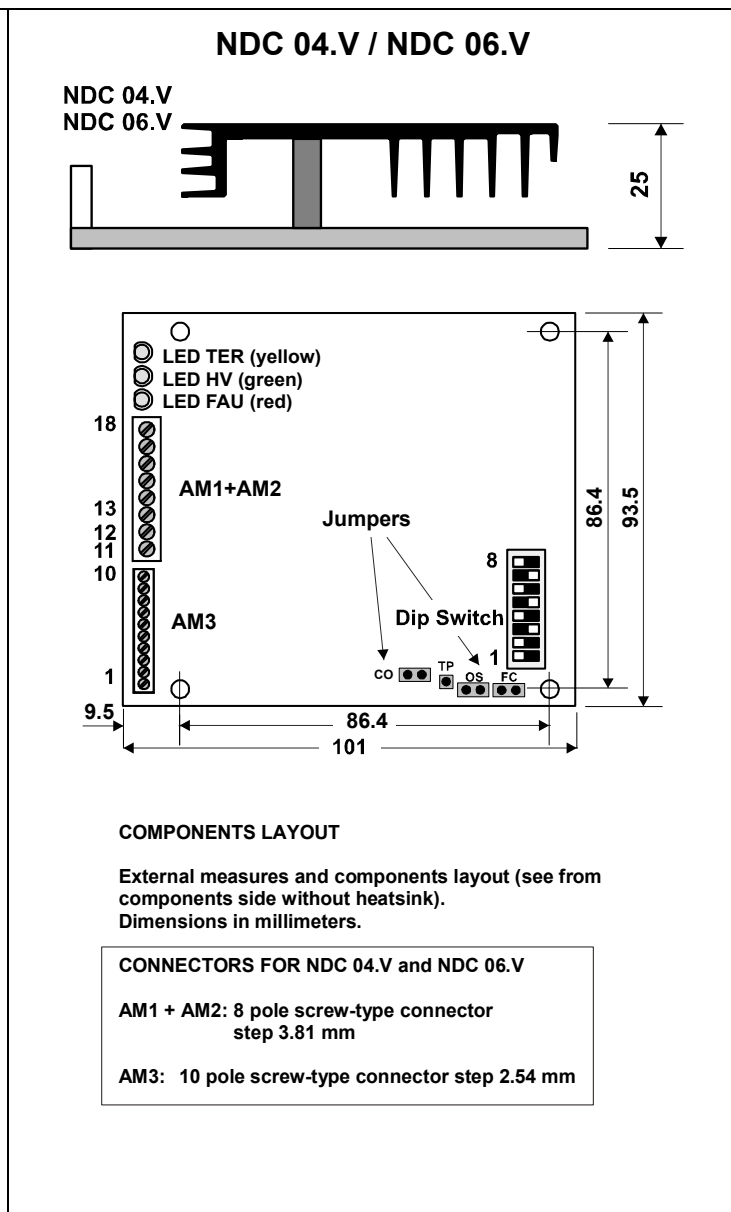 NDC 04.V / NDC 06.V
NDC 04.V
NDC 06.V
25
LED TER (yellow)
LED HV (green)
LED FAU (red)
18
AM1+AM2
13
12
11
10
AM3
1
Jumpers
8
Dip Switch
1
CO
TP
OS
FC
86.4
93.5
9.5
86.4
101
COMPONENTS LAYOUT
External measures and components layout (see from
components side without heatsink).
Dimensions in millimeters.
CONNECTORS FOR NDC 04.V and NDC 06.V
AM1 + AM2: 8 pole screw-type connector
step 3.81 mm
AM3: 10 pole screw-type connector step 2.54 mm